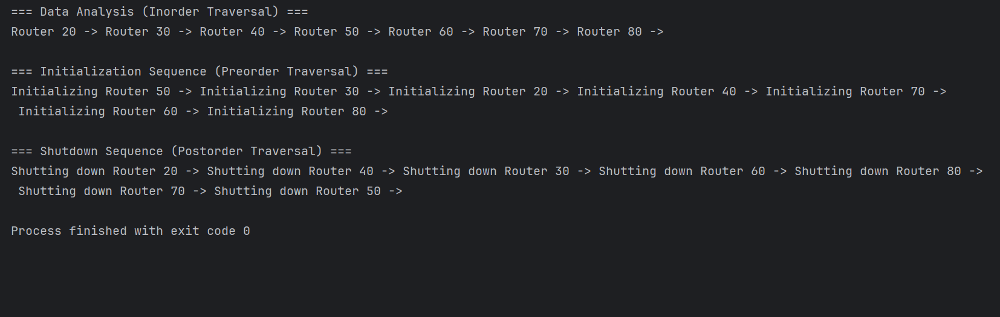 === Data Analysis (Inorder Traversal) ===
Router 20 -> Router 30 -> Router 40 -> Router 50 -> Router 60 -> Router 70 -> Router 80 ->
=== Initialization Sequence (Preorder Traversal) ===
Initializing Router 50 -> Initializing Router 30 -> Initializing Router 20 -> Initializing Router 40 -> Initializing Router 70 ->
Initializing Router 60 -> Initializing Router 80 ->
=== Shutdown Sequence (Postorder Traversal) ===
Shutting down Router 20 -> Shutting down Router 40 -> Shutting down Router 30 -> Shutting down Router 60 -> Shutting down Router 80 ->
Shutting down Router 70 -> Shutting down Router 50 ->
Process finished with exit code 0